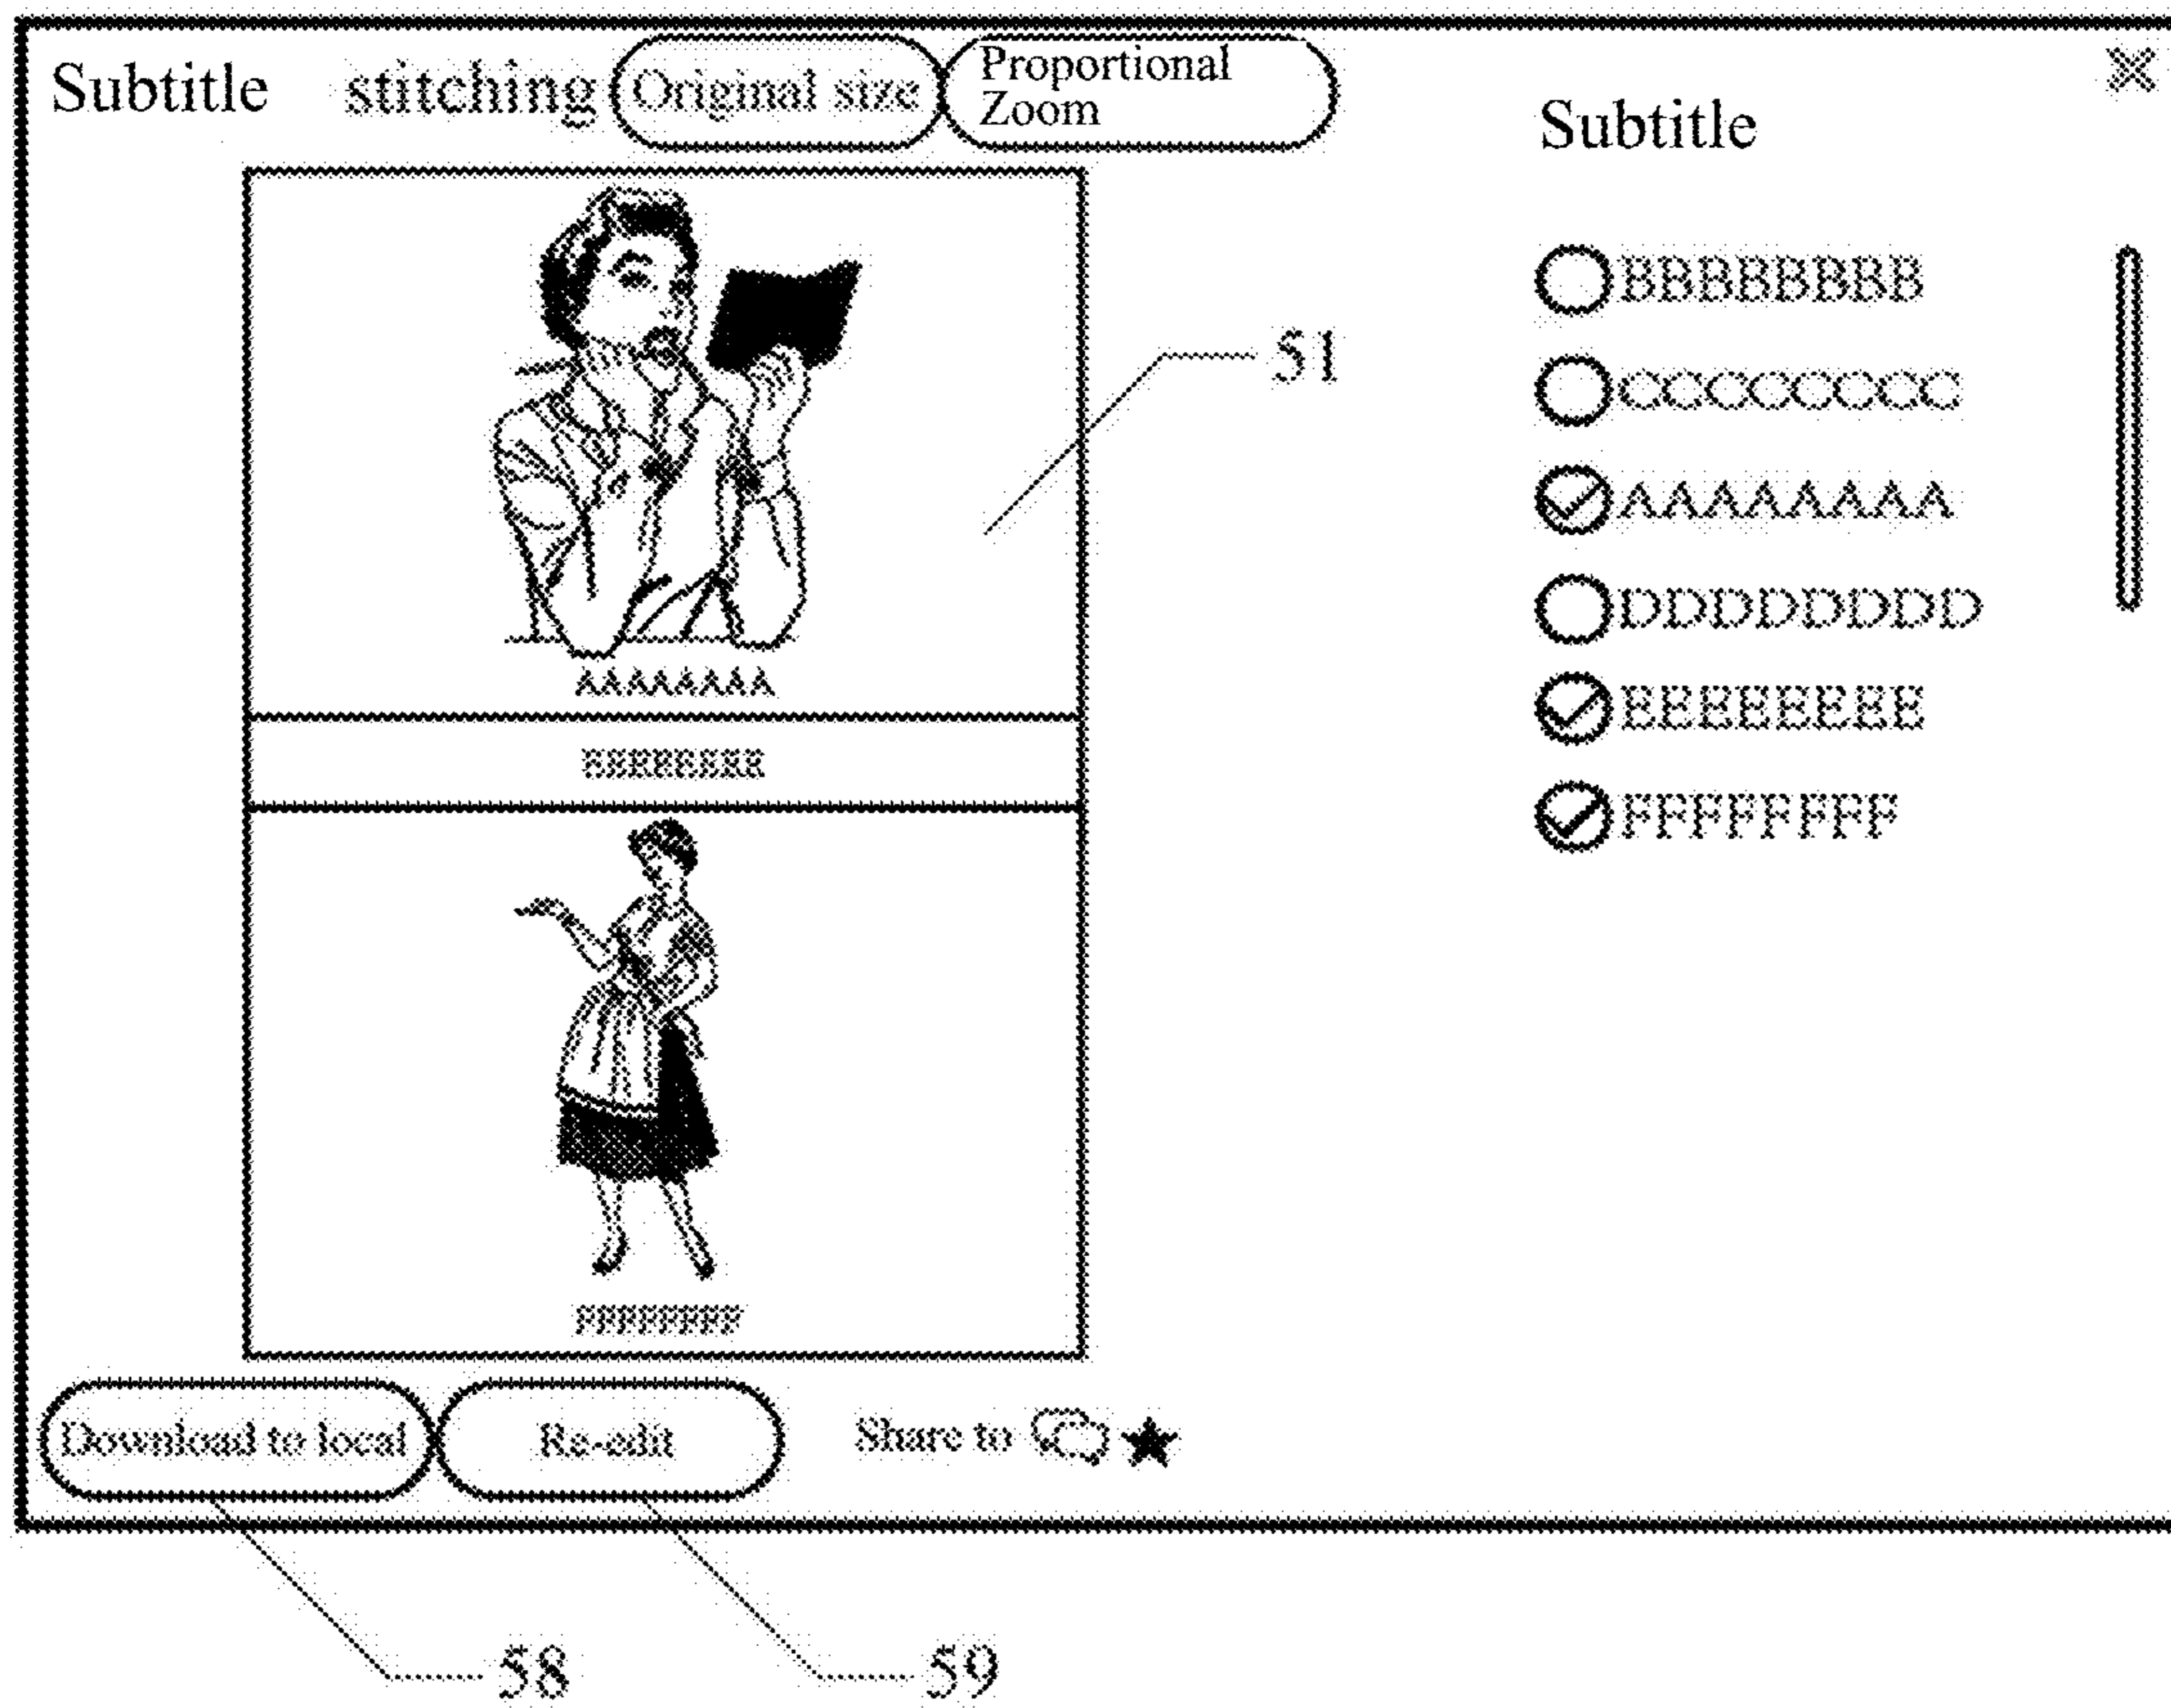 Subtitle stitching Original size Proportional
Zoom
Subtitle
BBBBBBBB
CCCCCCCC
AAAAAAAA
DDDDDDDD
EEEEEEEE
FFFFFFFF
51
AAAAAAAA
EEEEEEEE
FFFFFFFF
Download to local Re-edit Share to
58 59